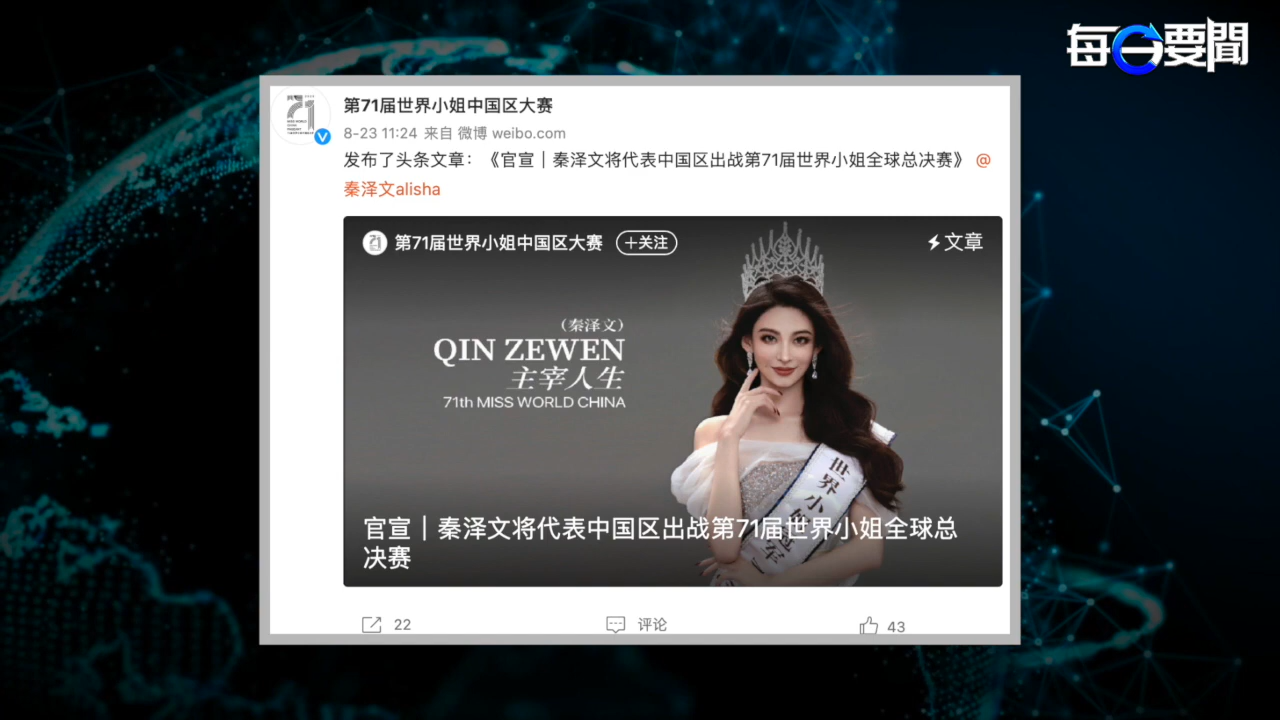 每日要聞
第71届世界小姐中国区大赛
8-23 11:24 来自 微博 weibo.com
发布了头条文章：《官宣｜秦泽文将代表中国区出战第71届世界小姐全球总决赛》 @
秦泽文alisha
第71届世界小姐中国区大赛 +关注
文章
（秦泽文）
QIN ZEWEN
主宰人生
71th MISS WORLD CHINA
世界小
军
官宣｜秦泽文将代表中国区出战第71届世界小姐全球总
决赛
22 评论 43